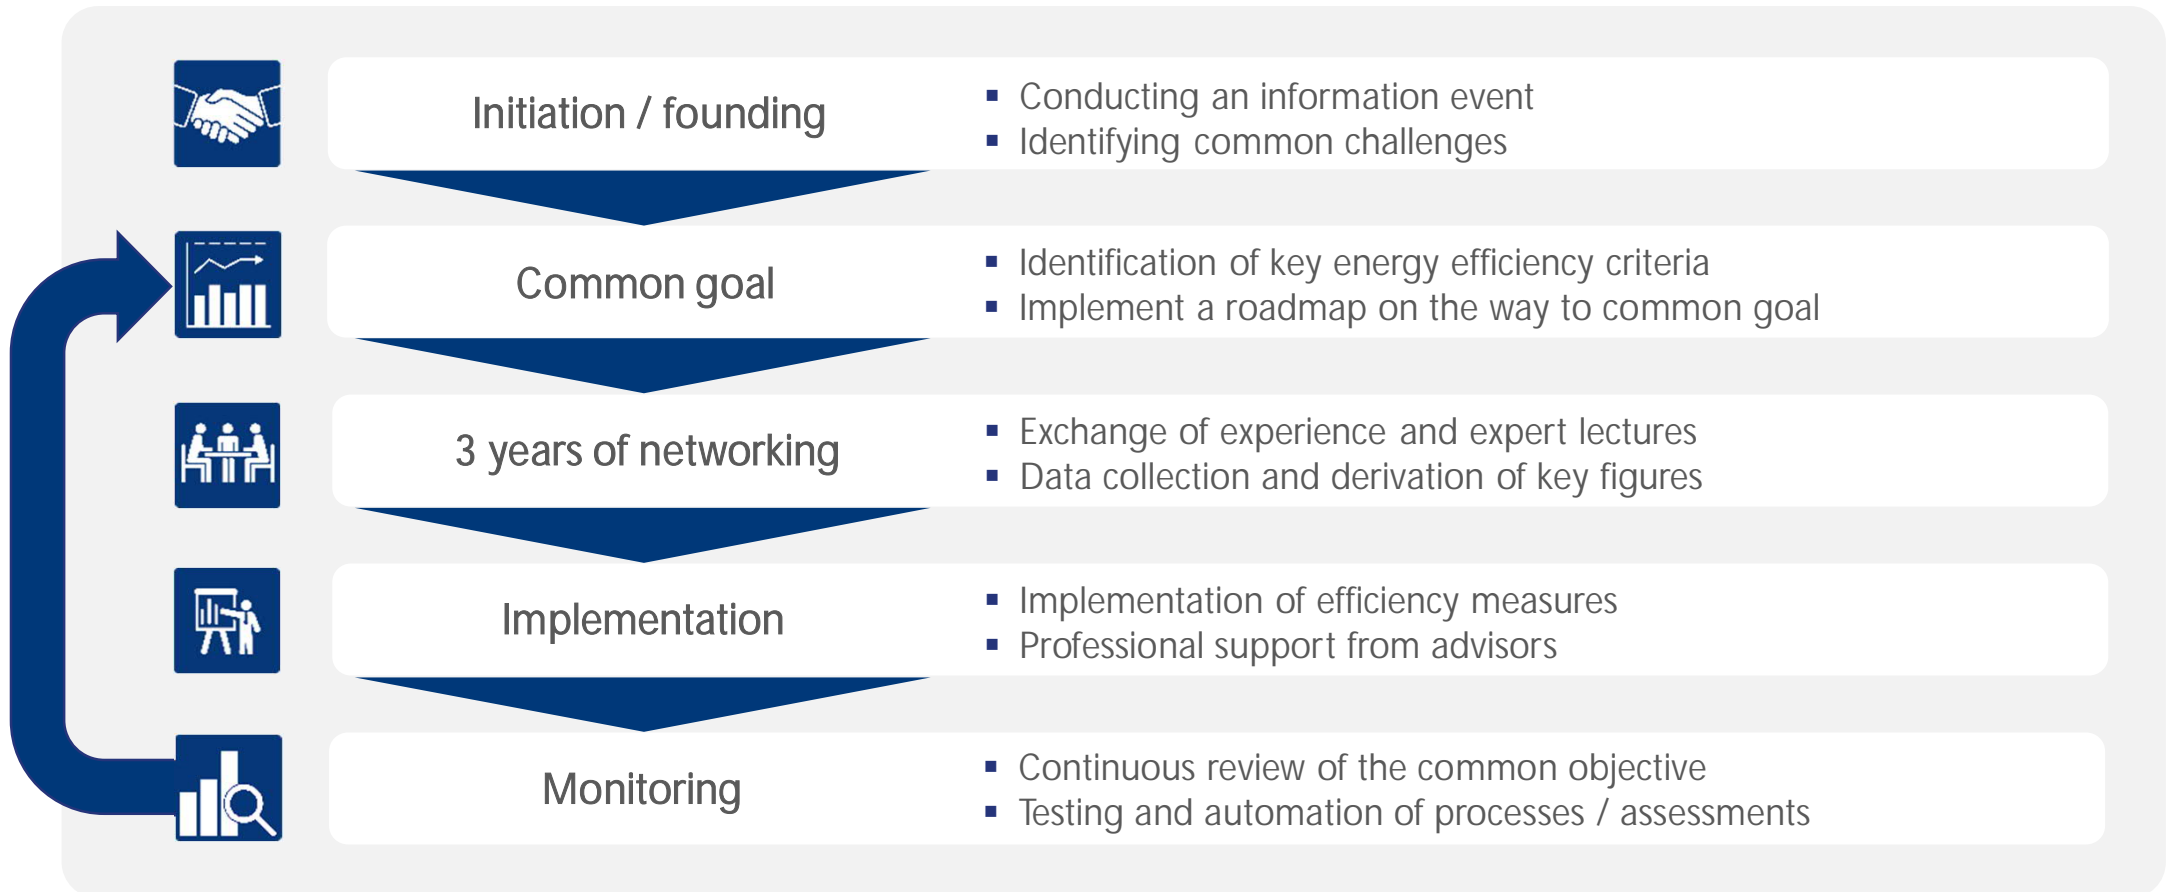 Initiation / founding
▪ Conducting an information event
▪ Identifying common challenges
Common goal
▪ Identification of key energy efficiency criteria
▪ Implement a roadmap on the way to common goal
3 years of networking
▪ Exchange of experience and expert lectures
▪ Data collection and derivation of key figures
Implementation
▪ Implementation of efficiency measures
▪ Professional support from advisors
Monitoring
▪ Continuous review of the common objective
▪ Testing and automation of processes / assessments